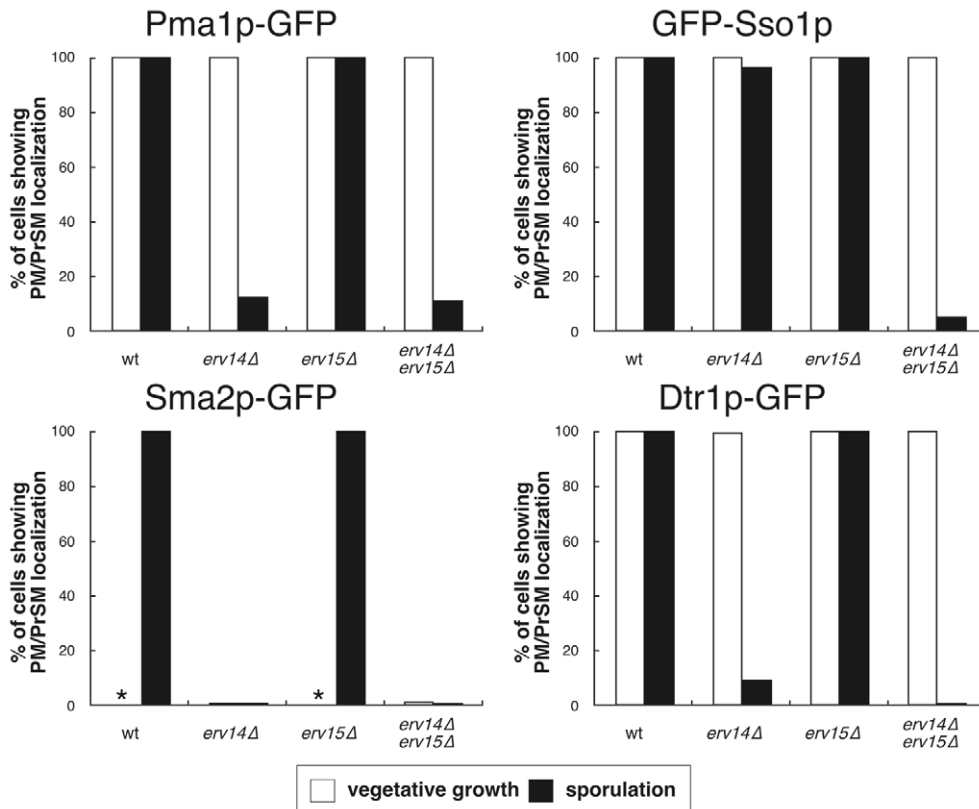 Pma1p-GFP
% of cells showing
PM/PrSM localization
100
80
60
40
20
0
wt
erv14Δ
erv15Δ
erv14Δ
erv15Δ
GFP-Sso1p
% of cells showing
PM/PrSM localization
100
80
60
40
20
0
wt
erv14Δ
erv15Δ
erv14Δ
erv15Δ
Sma2p-GFP
% of cells showing
PM/PrSM localization
100
80
60
40
20
0
*
*
wt
erv14Δ
erv15Δ
erv14Δ
erv15Δ
Dtr1p-GFP
% of cells showing
PM/PrSM localization
100
80
60
40
20
0
wt
erv14Δ
erv15Δ
erv14Δ
erv15Δ
vegetative growth sporulation